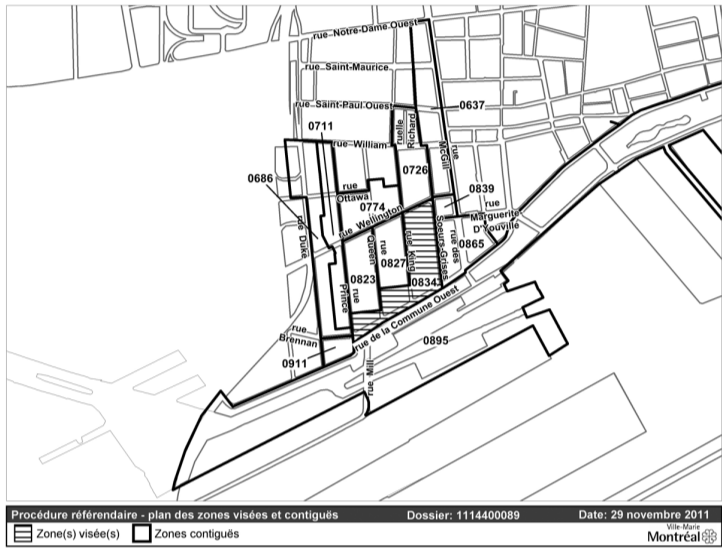 rue Notre-Dame Ouest
rue Saint-Maurice
rue Saint-Paul Ouest
0637
0711
ruelle
Richard
rue William
rue
McGill
0726
0686
0839
rue
Ottawa
rue
Marguerite
D'Youville
0774
rue Wellington
rue Duke
rue des
Soeurs-Grises
0865
rue
Queen
rue
King
0827
0823
0834
rue
Prince
rue
Brennan
rue de la Commune Ouest
0895
0911
rue Mill
Procédure référendaire - plan des zones visées et contiguës
Dossier: 1114400089
Date: 29 novembre 2011
Zone(s) visée(s)
Zones contiguës
Ville-Marie
Montréal